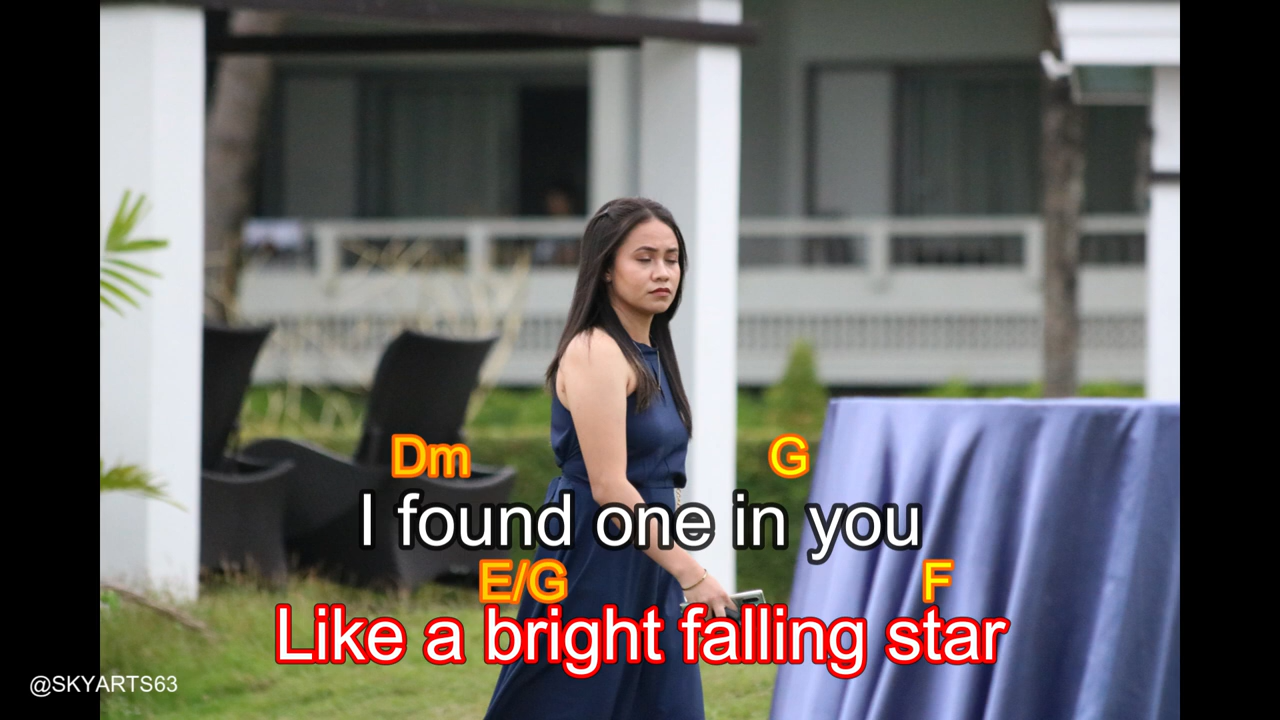 Dm G
I found one in you
E/G F
Like a bright falling star
@SKYARTS63